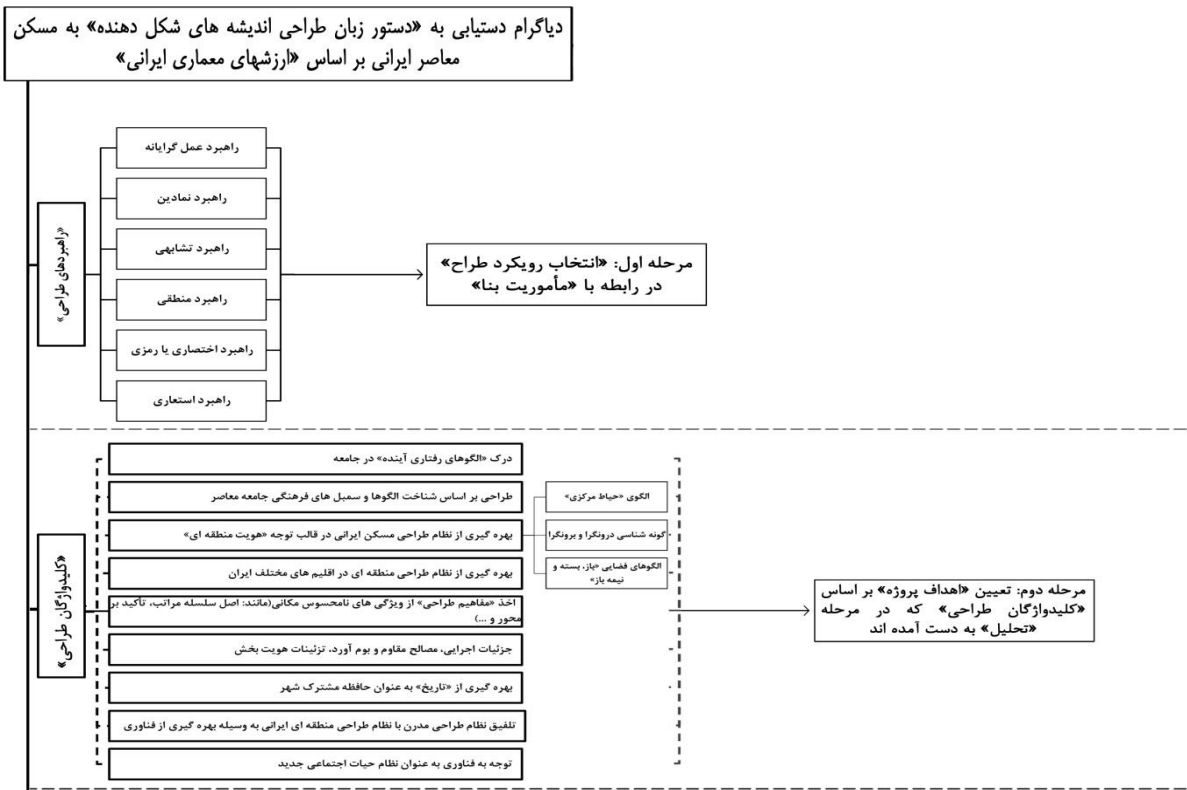 دیاگرام دستیابی به «دستور زبان طراحی اندیشه های شکل دهنده» به مسکن
معاصر ایرانی بر اساس «ارزشهای معماری ایرانی»
«راهبردهای طراحی»
راهبرد عمل گرایانه
راهبرد نمادین
راهبرد تشابهی
راهبرد منطقی
راهبرد اختصاری یا رمزی
راهبرد استعاری
مرحله اول: «انتخاب رویکرد طراح»
در رابطه با «مأموریت بنا»
«کلیدواژگان طراحی»
درک «الگوهای رفتاری آینده» در جامعه
طراحی بر اساس شناخت الگوها و سمبل های فرهنگی جامعه معاصر
بهره گیری از نظام طراحی مسکن ایرانی در قالب توجه «هویت منطقه ای»
بهره گیری از نظام طراحی منطقه ای در اقلیم های مختلف ایران
اخذ «مفاهیم طراحی» از ویژگی های نامحسوس مکانی(مانند: اصل سلسله مراتب، تأکید بر
محور و ...)
جزئیات اجرایی، مصالح مقاوم و بوم آورد، تزئینات هویت بخش
بهره گیری از «تاریخ» به عنوان حافظه مشترک شهر
تلفیق نظام طراحی مدرن با نظام طراحی منطقه ای ایرانی به وسیله بهره گیری از فناوری
توجه به فناوری به عنوان نظام حیات اجتماعی جدید
الگوی «حیاط مرکزی»
گونه شناسی درونگرا و برونگرا
الگوهای فضایی «باز، بسته و
نیمه باز»
مرحله دوم: تعیین «اهداف پروژه» بر اساس
«کلیدواژگان طراحی» که در مرحله
«تحلیل» به دست آمده اند